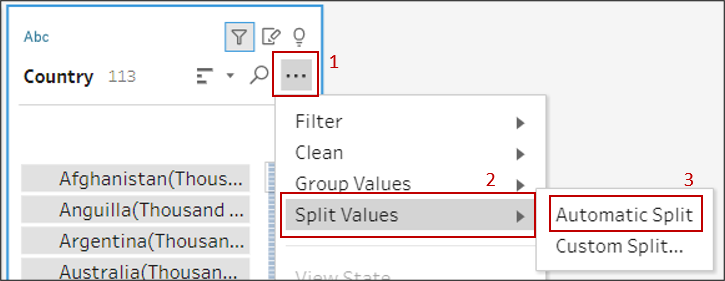 Abc
Country 113
1
Filter
Clean
Group Values
2
Split Values
3
Automatic Split
Custom Split...
View State
Afghanistan(Thous...
Anguilla(Thousand ...
Argentina(Thousan...
Australia(Thousan...